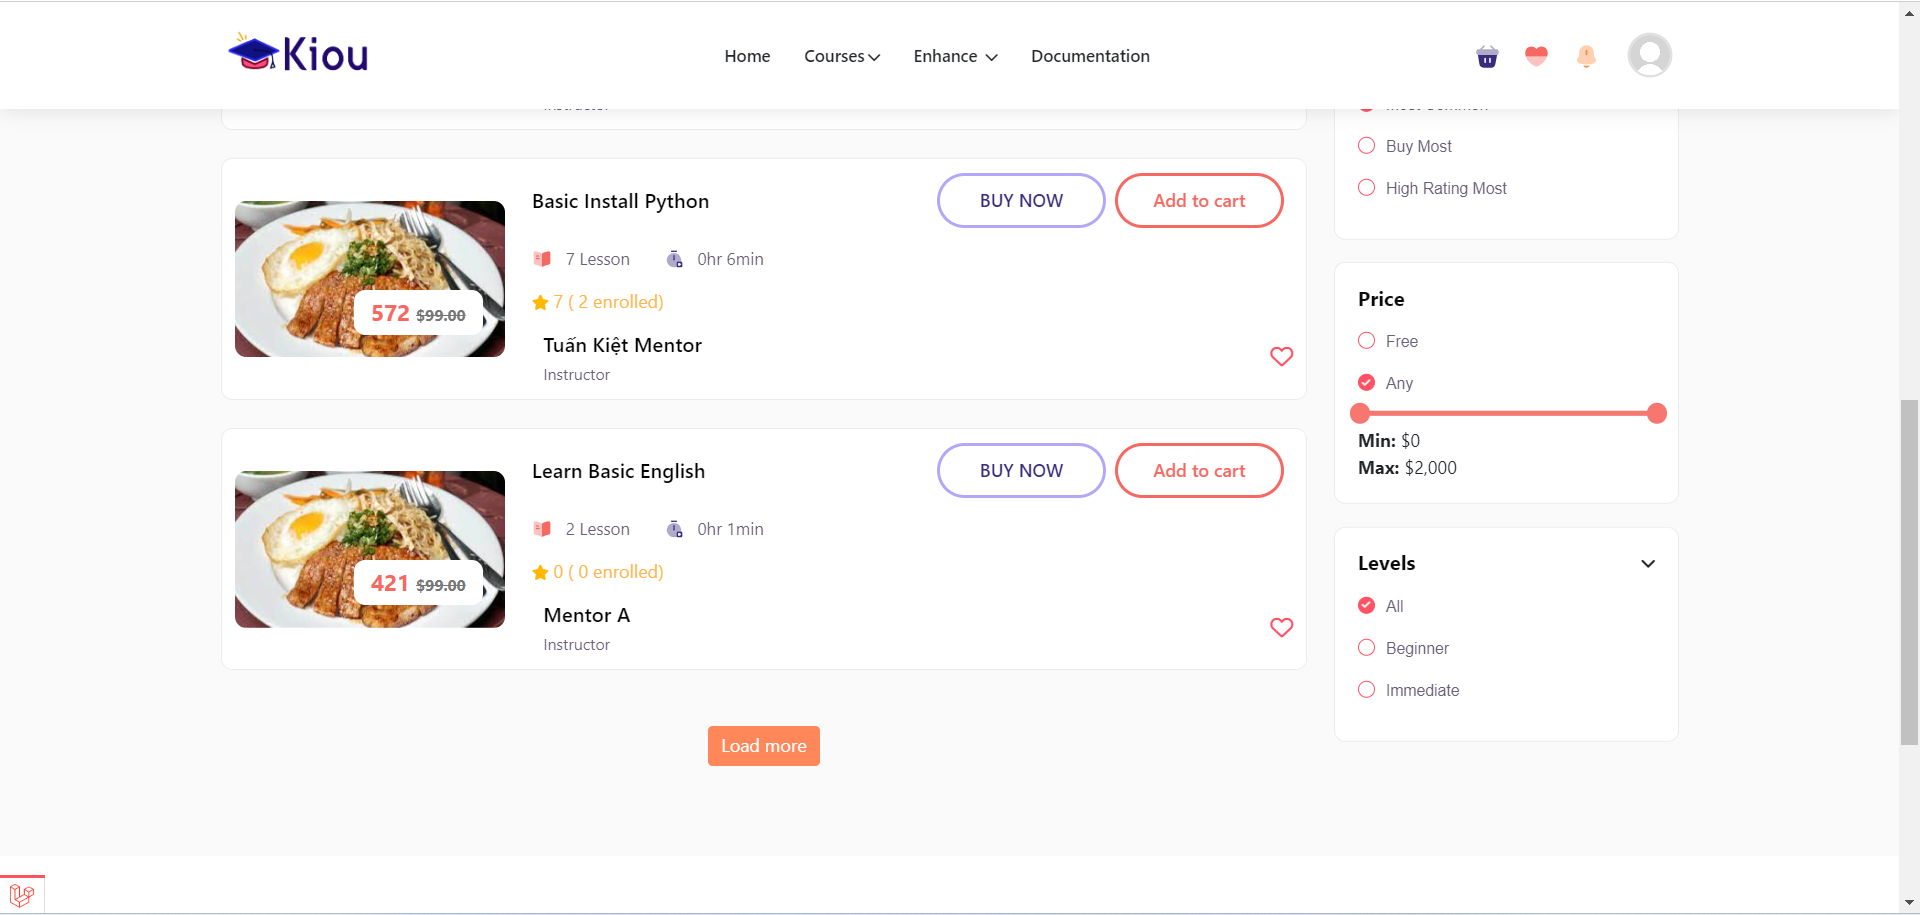 Kiou
Home
Courses
Enhance
Documentation
Basic Install Python
BUY NOW
Add to cart
7 Lesson
0hr 6min
7 ( 2 enrolled)
572 $99.00
Tuấn Kiệt Mentor
Instructor
Learn Basic English
BUY NOW
Add to cart
2 Lesson
0hr 1min
0 ( 0 enrolled)
421 $99.00
Mentor A
Instructor
Load more
Buy Most
High Rating Most
Price
Free
Any
Min: $0
Max: $2,000
Levels
All
Beginner
Immediate